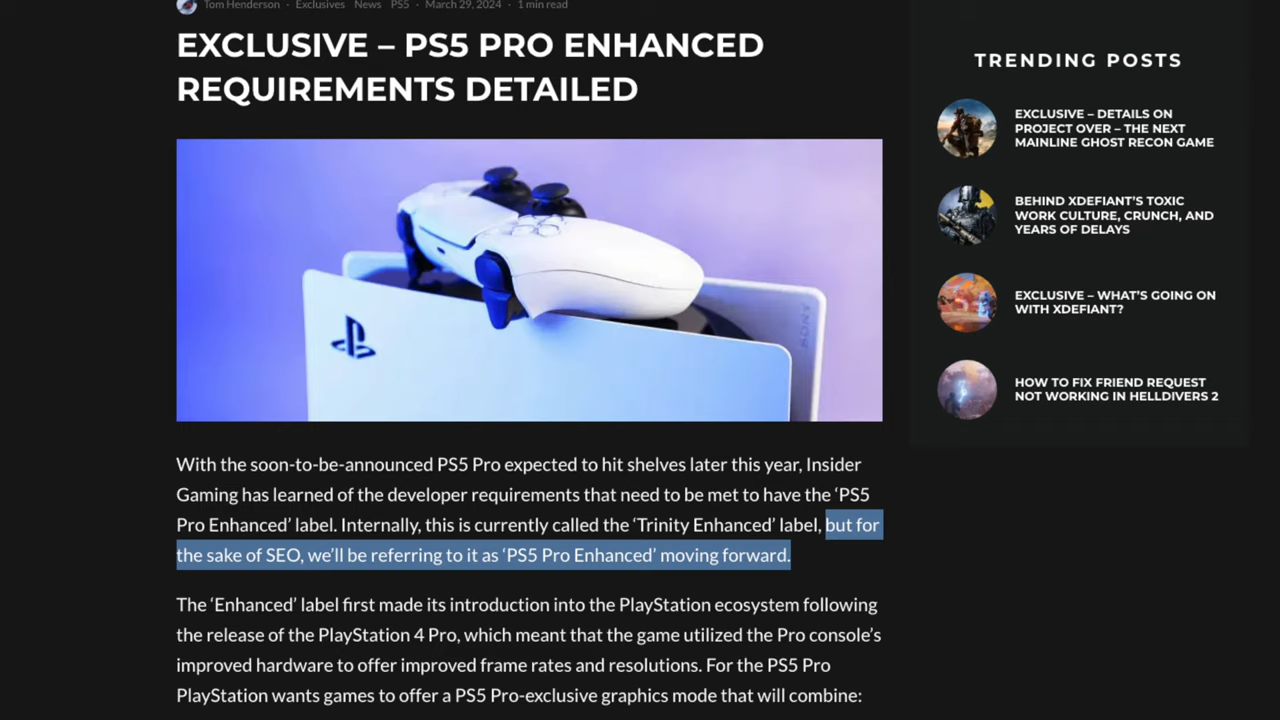 Tom Henderson · Exclusives News PS5 · March 29, 2024 · 1 min read
EXCLUSIVE – PS5 PRO ENHANCED
REQUIREMENTS DETAILED
SONY
With the soon-to-be-announced PS5 Pro expected to hit shelves later this year, Insider
Gaming has learned of the developer requirements that need to be met to have the ‘PS5
Pro Enhanced’ label. Internally, this is currently called the ‘Trinity Enhanced’ label, but for
the sake of SEO, we’ll be referring to it as ‘PS5 Pro Enhanced’ moving forward.
The ‘Enhanced’ label first made its introduction into the PlayStation ecosystem following
the release of the PlayStation 4 Pro, which meant that the game utilized the Pro console’s
improved hardware to offer improved frame rates and resolutions. For the PS5 Pro
PlayStation wants games to offer a PS5 Pro-exclusive graphics mode that will combine:
TRENDING POSTS
EXCLUSIVE – DETAILS ON
PROJECT OVER – THE NEXT
MAINLINE GHOST RECON GAME
BEHIND XDEFIANT’S TOXIC
WORK CULTURE, CRUNCH, AND
YEARS OF DELAYS
EXCLUSIVE – WHAT’S GOING ON
WITH XDEFIANT?
HOW TO FIX FRIEND REQUEST
NOT WORKING IN HELLDIVERS 2